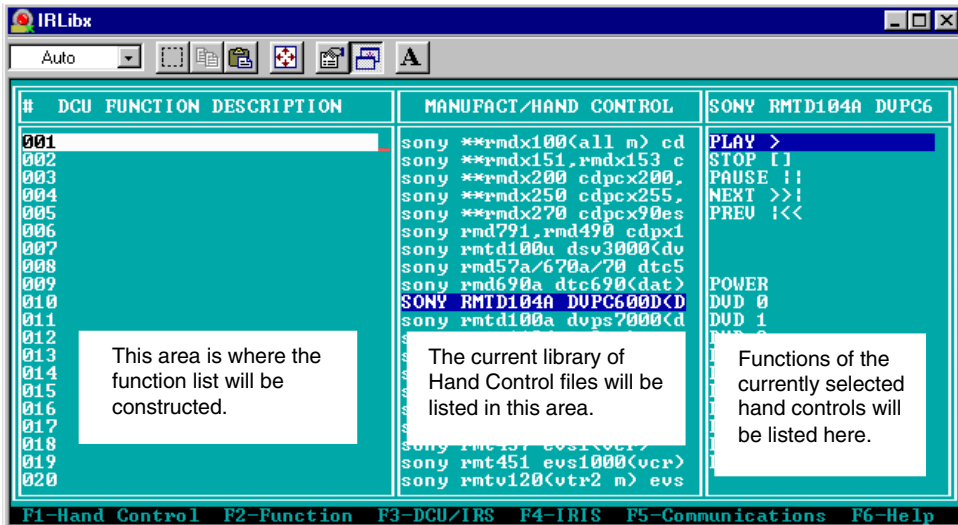 IRLibx
Auto
A
# DCU FUNCTION DESCRIPTION
001
002
003
004
005
006
007
008
009
010
011
012
013
014
015
016
017
018
019
020
This area is where the
function list will be
constructed.
MANUFACT/HAND CONTROL
sony **rmdx100(all m) cd
sony **rmdx151,rmdx153 c
sony **rmdx200 cdpcx200,
sony **rmdx250 cdpcx255,
sony **rmdx270 cdpcx90es
sony rmd791,rmd490 cdpx1
sony rmtd100u dsv3000(dv
sony rmd57a/670a/70 dtc5
sony rmd690a dtc690(dat)
SONY RMTD104A DVPC600D(D
sony rmtd100a dvps7000(d
The current library of
Hand Control files will be
listed in this area.
sony rmt457 evs1(vcr)
sony rmt451 evs1000(vcr)
sony rmtv120(vtr2 m) evs
SONY RMTD104A DVPC6
PLAY >
STOP []
PAUSE ¦¦
NEXT >>¦
PREV ¦<<
POWER
DVD 0
DVD 1
Functions of the
currently selected
hand controls will
be listed here.
F1-Hand Control F2-Function F3-DCU/IRS F4-IRIS F5-Communications F6-Help